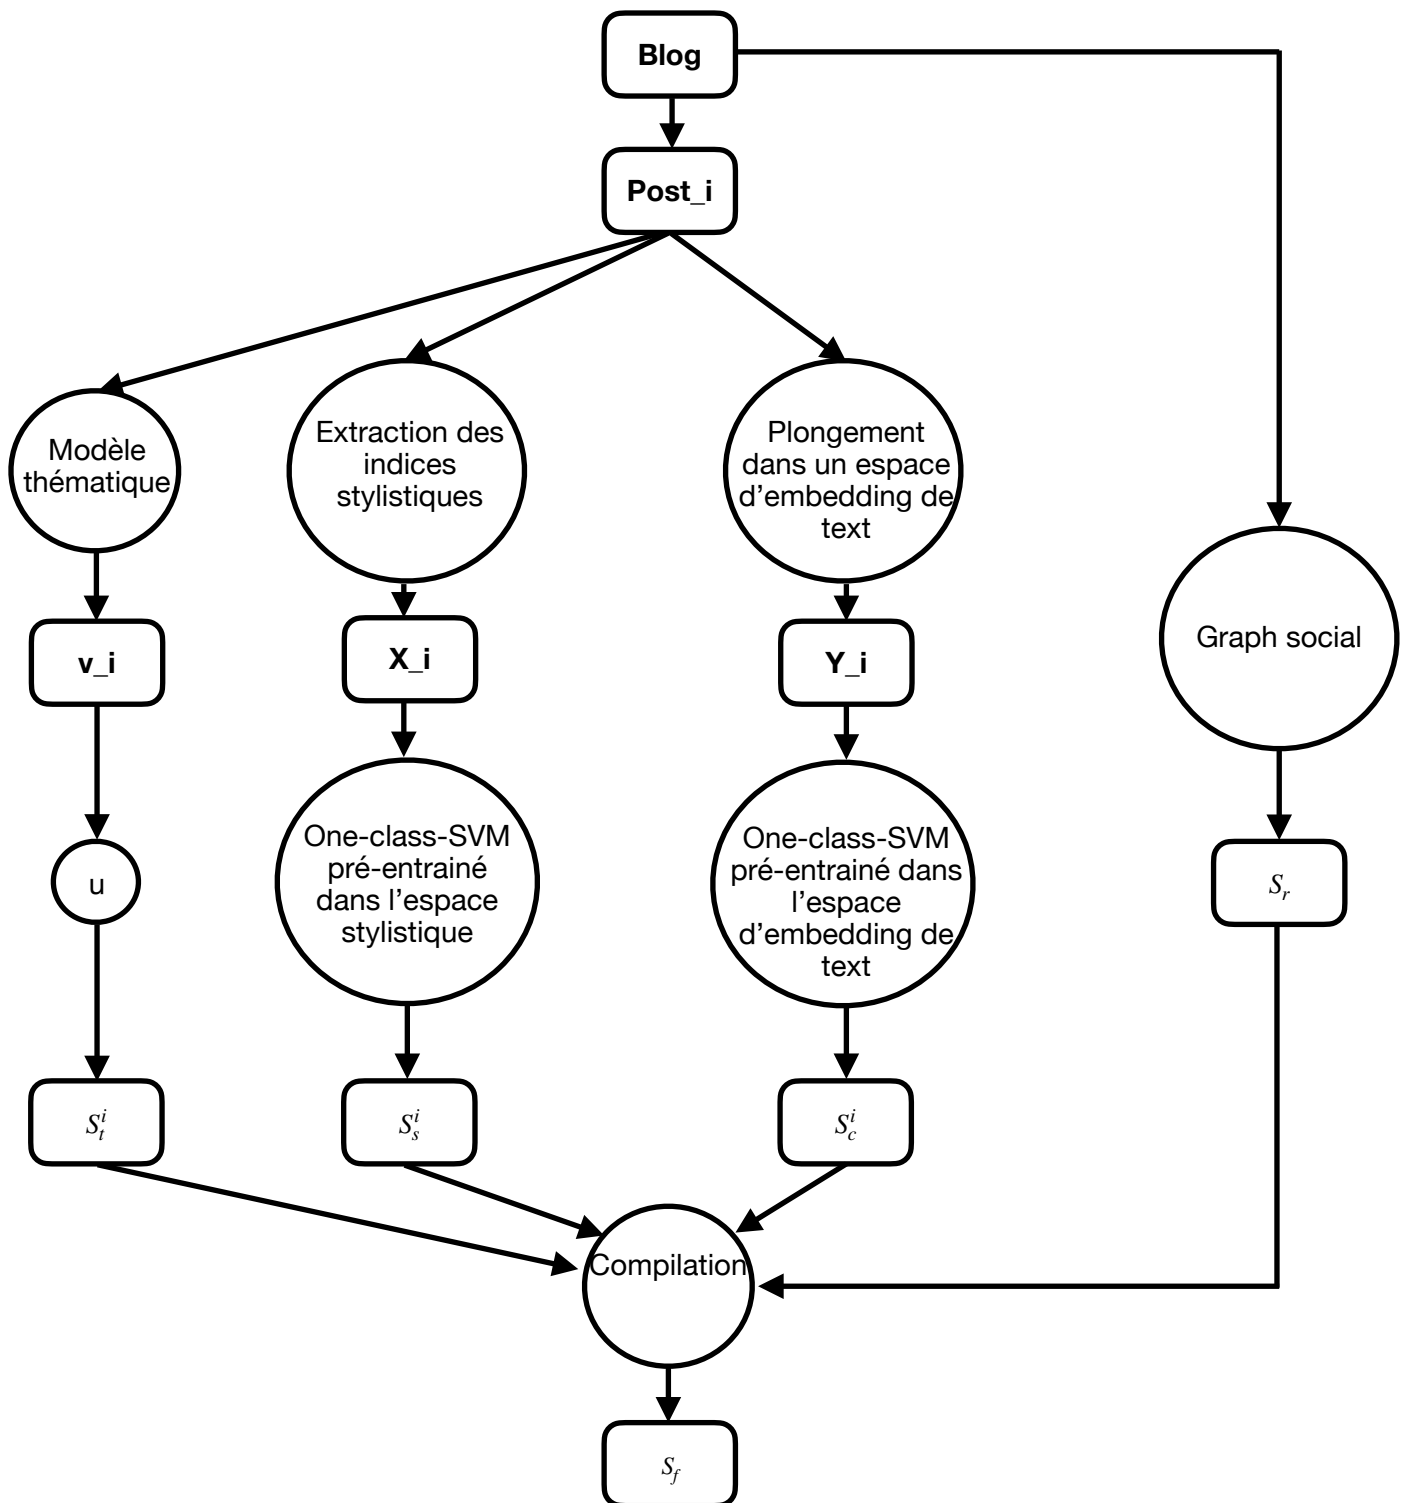 Blog
Post_i
Modèle
thématique
Extraction des
indices
stylistiques
Plongement
dans un espace
d'embedding de
text
Graph social
v_i
X_i
Y_i
u
One-class-SVM
pré-entrainé
dans l'espace
stylistique
One-class-SVM
pré-entrainé dans
l'espace
d'embedding de
text
S_r
S_t^i
S_s^i
S_c^i
Compilation
S_f